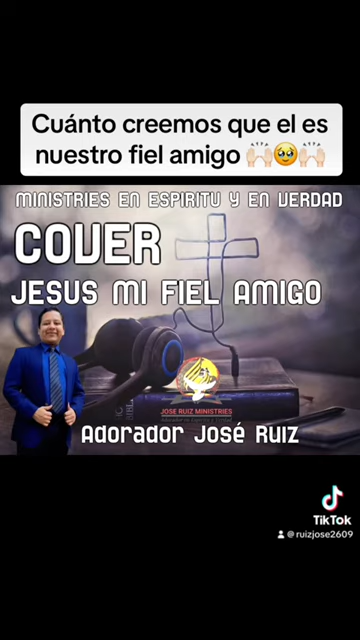 Cuánto creemos que el es
nuestro fiel amigo 🙌🏻🥹🙌🏻
MINISTRIES EN ESPIRITU Y EN VERDAD
COVER
JESUS MI FIEL AMIGO
JOSE RUIZ MINISTRIES
Adorador José Ruiz
TikTok
@ruizjose2609